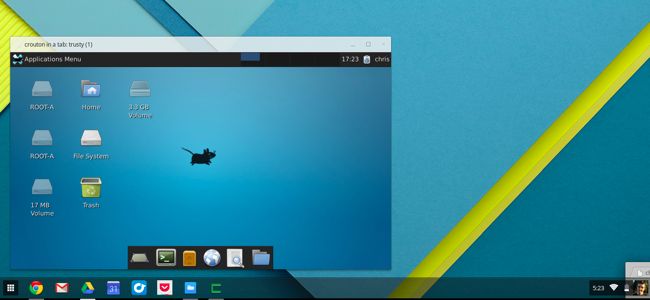 crouton in a tab: trusty (1)
Applications Menu
17:23
chris
ROOT-A
Home
3.3 GB
Volume
ROOT-A
File System
17 MB
Volume
Trash
31
5:23